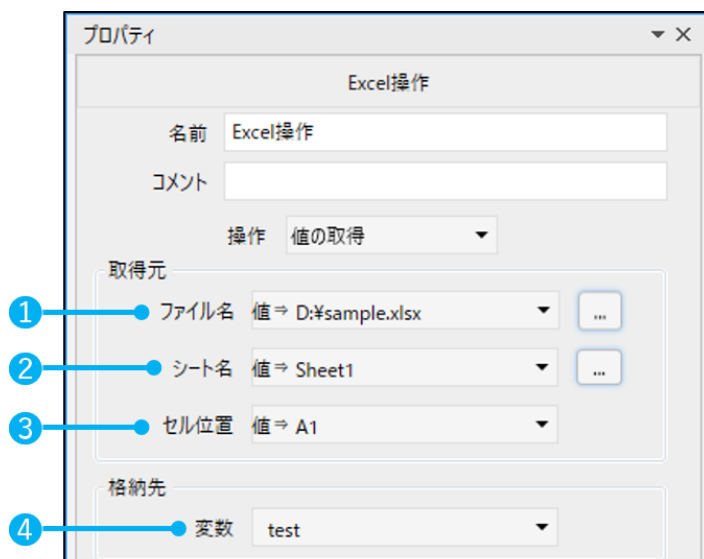 プロパティ
Excel操作
名前 Excel操作
コメント
操作 値の取得
取得元
1 ファイル名 値⇒ D:¥sample.xlsx ...
2 シート名 値⇒ Sheet1 ...
3 セル位置 値⇒ A1
格納先
4 変数 test